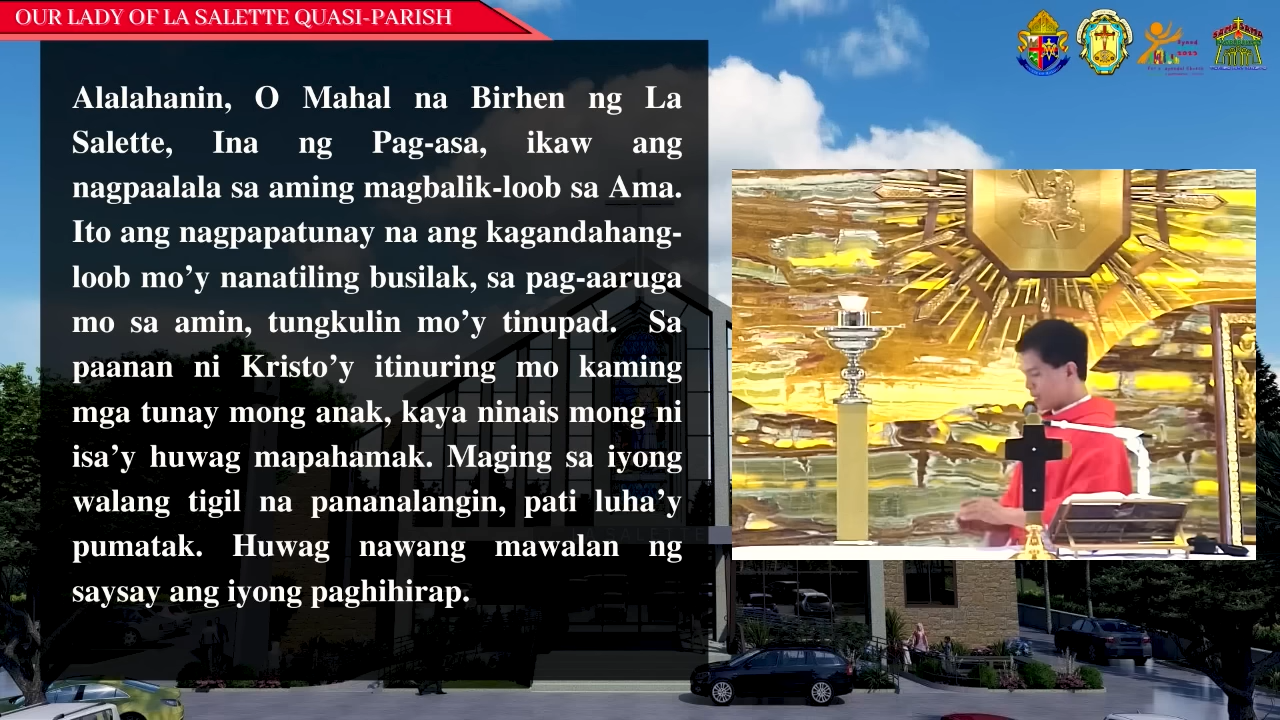 OUR LADY OF LA SALETTE QUASI-PARISH
Alalahanin, O Mahal na Birhen ng La
Salette, Ina ng Pag-asa, ikaw ang
nagpaalala sa aming magbalik-loob sa Ama.
Ito ang nagpapatunay na ang kagandahang-
loob mo’y nanatiling busilak, sa pag-aaruga
mo sa amin, tungkulin mo’y tinupad. Sa
paanan ni Kristo’y itinuring mo kaming
mga tunay mong anak, kaya ninais mong ni
isa’y huwag mapahamak. Maging sa iyong
walang tigil na pananalangin, pati luha’y
pumatak. Huwag nawang mawalan ng
saysay ang iyong paghihirap.